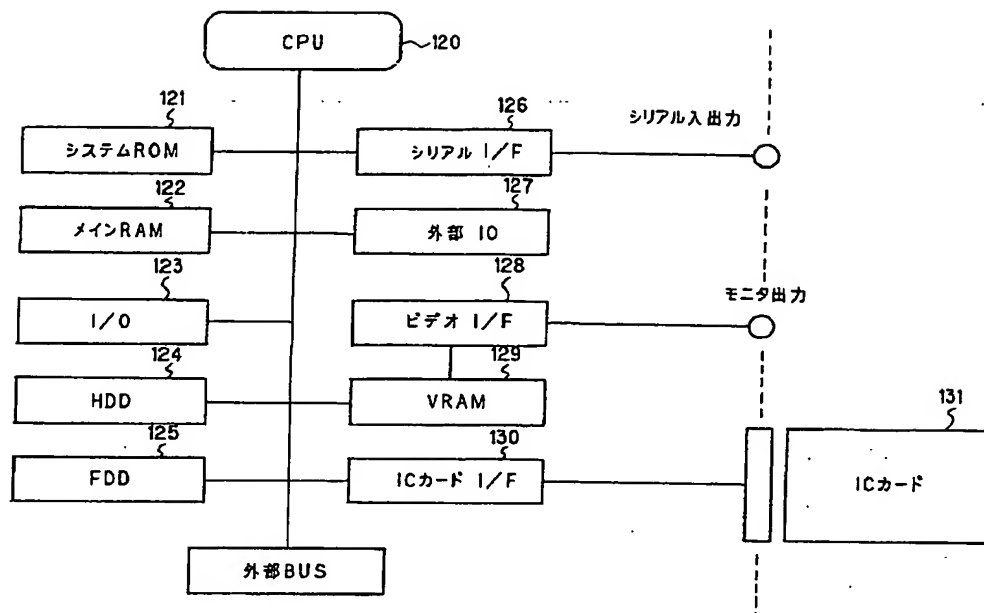 CPU
120
121
126
シリアル入出力
システムROM
シリアル I/F
122
127
メインRAM
外部 IO
123
128
モニタ出力
I/O
ビデオ I/F
124
129
HDD
VRAM
131
125
130
FDD
ICカード I/F
ICカード
外部BUS